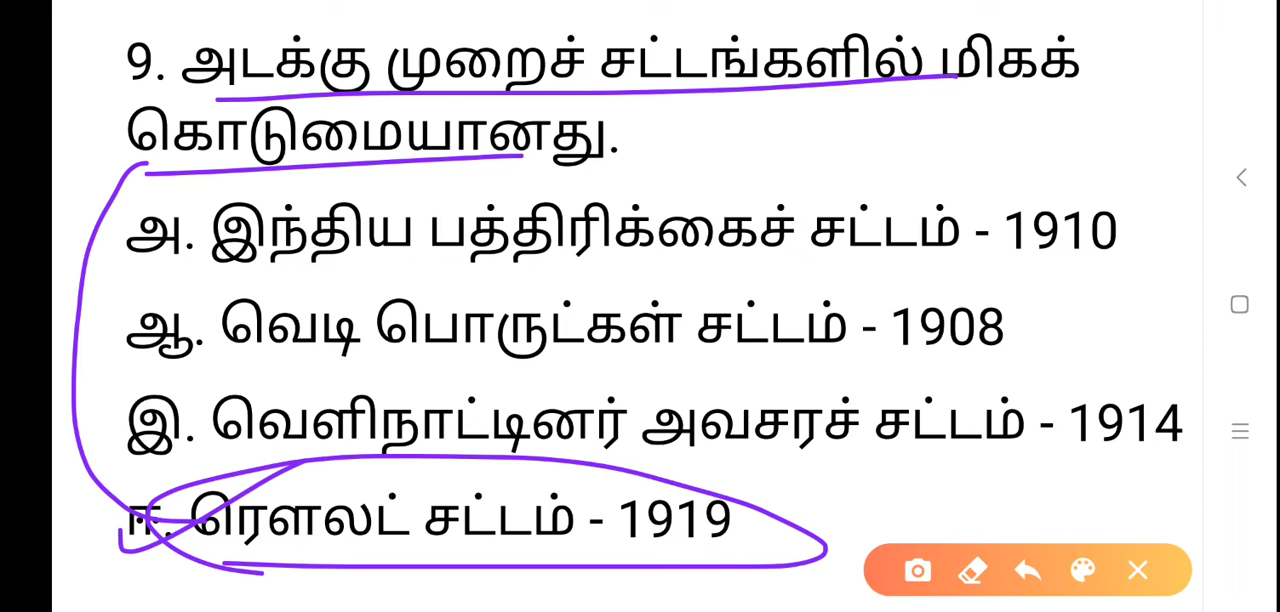 9. அடக்கு முறைச் சட்டங்களில் மிகக்
கொடுமையானது.
அ. இந்திய பத்திரிக்கைச் சட்டம் - 1910
ஆ. வெடி பொருட்கள் சட்டம் - 1908
இ. வெளிநாட்டினர் அவசரச் சட்டம் - 1914
ஈ. ரௌலட் சட்டம் - 1919